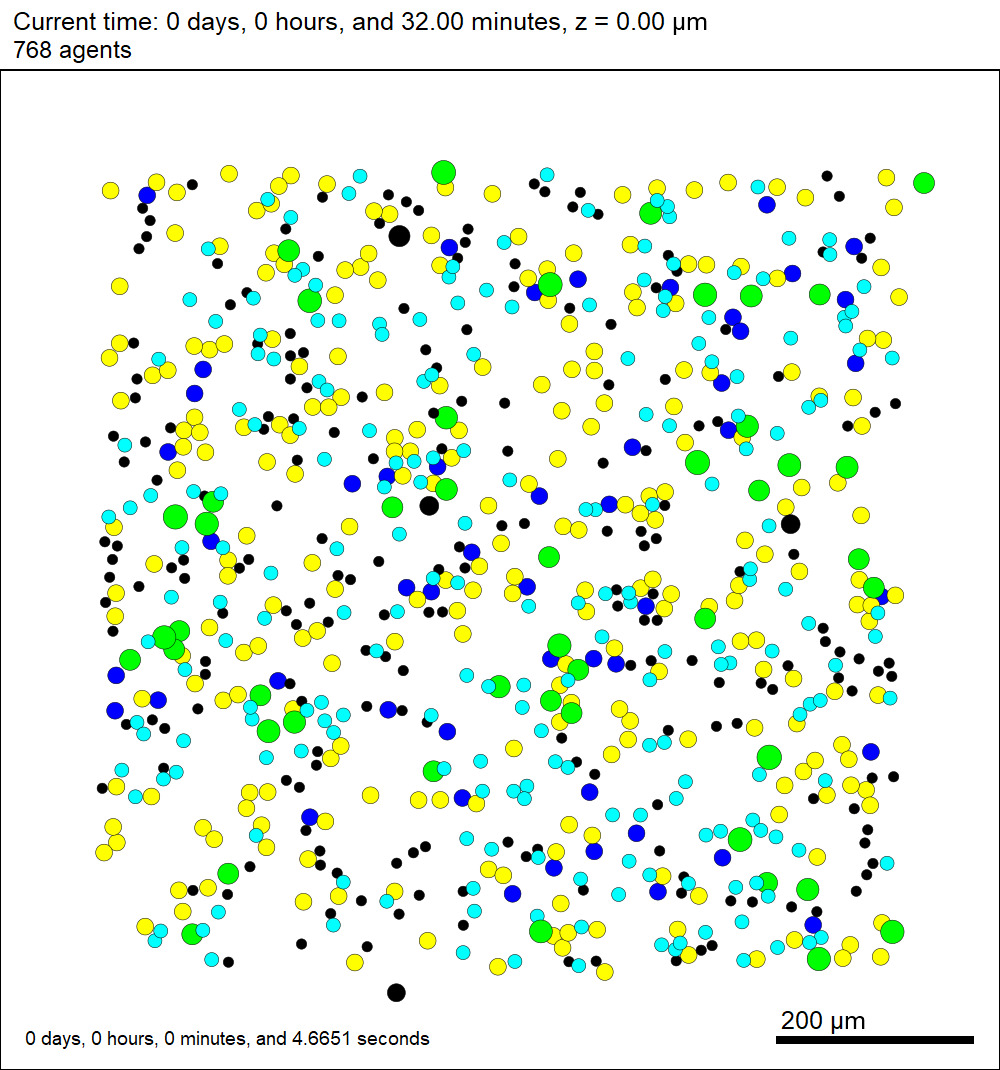 Current time: 0 days, 0 hours, and 32.00 minutes, z = 0.00 µm
768 agents
200 µm
0 days, 0 hours, 0 minutes, and 4.6651 seconds